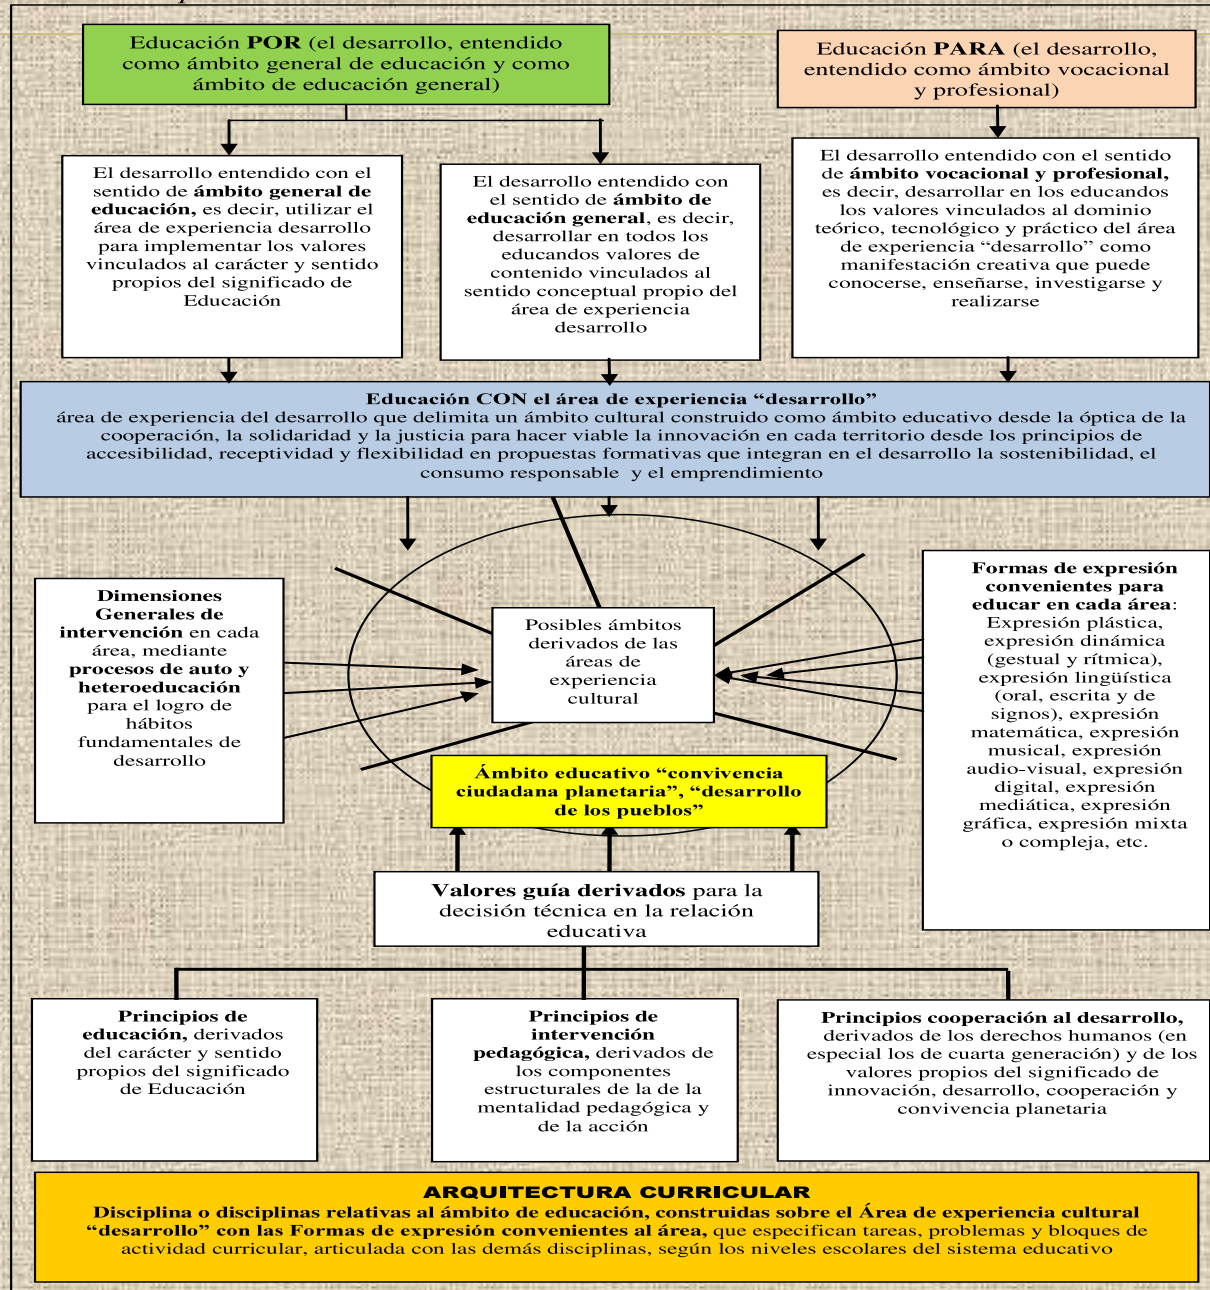 Educación POR (el desarrollo, entendido
como ámbito general de educación y como
ámbito de educación general)
Educación PARA (el desarrollo,
entendido como ámbito vocacional
y profesional)
El desarrollo entendido con el
sentido de ámbito general de
educación, es decir, utilizar el
área de experiencia desarrollo
para implementar los valores
vinculados al carácter y sentido
propios del significado de
Educación
El desarrollo entendido con
el sentido de ámbito de
educación general, es decir,
desarrollar en todos los
educandos valores de
contenido vinculados al
sentido conceptual propio del
área de experiencia
desarrollo
El desarrollo entendido con el sentido
de ámbito vocacional y profesional,
es decir, desarrollar en los educandos
los valores vinculados al dominio
teórico, tecnológico y práctico del área
de experiencia “desarrollo” como
manifestación creativa que puede
conocerse, enseñarse, investigarse y
realizarse
Educación CON el área de experiencia “desarrollo”
área de experiencia del desarrollo que delimita un ámbito cultural construido como ámbito educativo desde la óptica de la
cooperación, la solidaridad y la justicia para hacer viable la innovación en cada territorio desde los principios de
accesibilidad, receptividad y flexibilidad en propuestas formativas que integran en el desarrollo la sostenibilidad, el
consumo responsable y el emprendimiento
Dimensiones
Generales de
intervención en cada
área, mediante
procesos de auto y
heteroeducación
para el logro de
hábitos
fundamentales de
desarrollo
Posibles ámbitos
derivados de las
áreas de
experiencia
cultural
Formas de expresión
convenientes para
educar en cada área:
Expresión plástica,
expresión dinámica
(gestual y rítmica),
expresión lingüística
(oral, escrita y de
signos), expresión
matemática, expresión
musical, expresión
audio-visual, expresión
digital, expresión
mediática, expresión
gráfica, expresión mixta
o compleja, etc.
Ámbito educativo “convivencia
ciudadana planetaria”, “desarrollo
de los pueblos”
Valores guía derivados para la
decisión técnica en la relación
educativa
Principios de
educación, derivados
del carácter y sentido
propios del significado
de Educación
Principios de
intervención
pedagógica, derivados de
los componentes
estructurales de la de la
mentalidad pedagógica y
de la acción
Principios cooperación al desarrollo,
derivados de los derechos humanos (en
especial los de cuarta generación) y de los
valores propios del significado de
innovación, desarrollo, cooperación y
convivencia planetaria
ARQUITECTURA CURRICULAR
Disciplina o disciplinas relativas al ámbito de educación, construidas sobre el Área de experiencia cultural
“desarrollo” con las Formas de expresión convenientes al área, que especifican tareas, problemas y bloques de
actividad curricular, articulada con las demás disciplinas, según los niveles escolares del sistema educativo